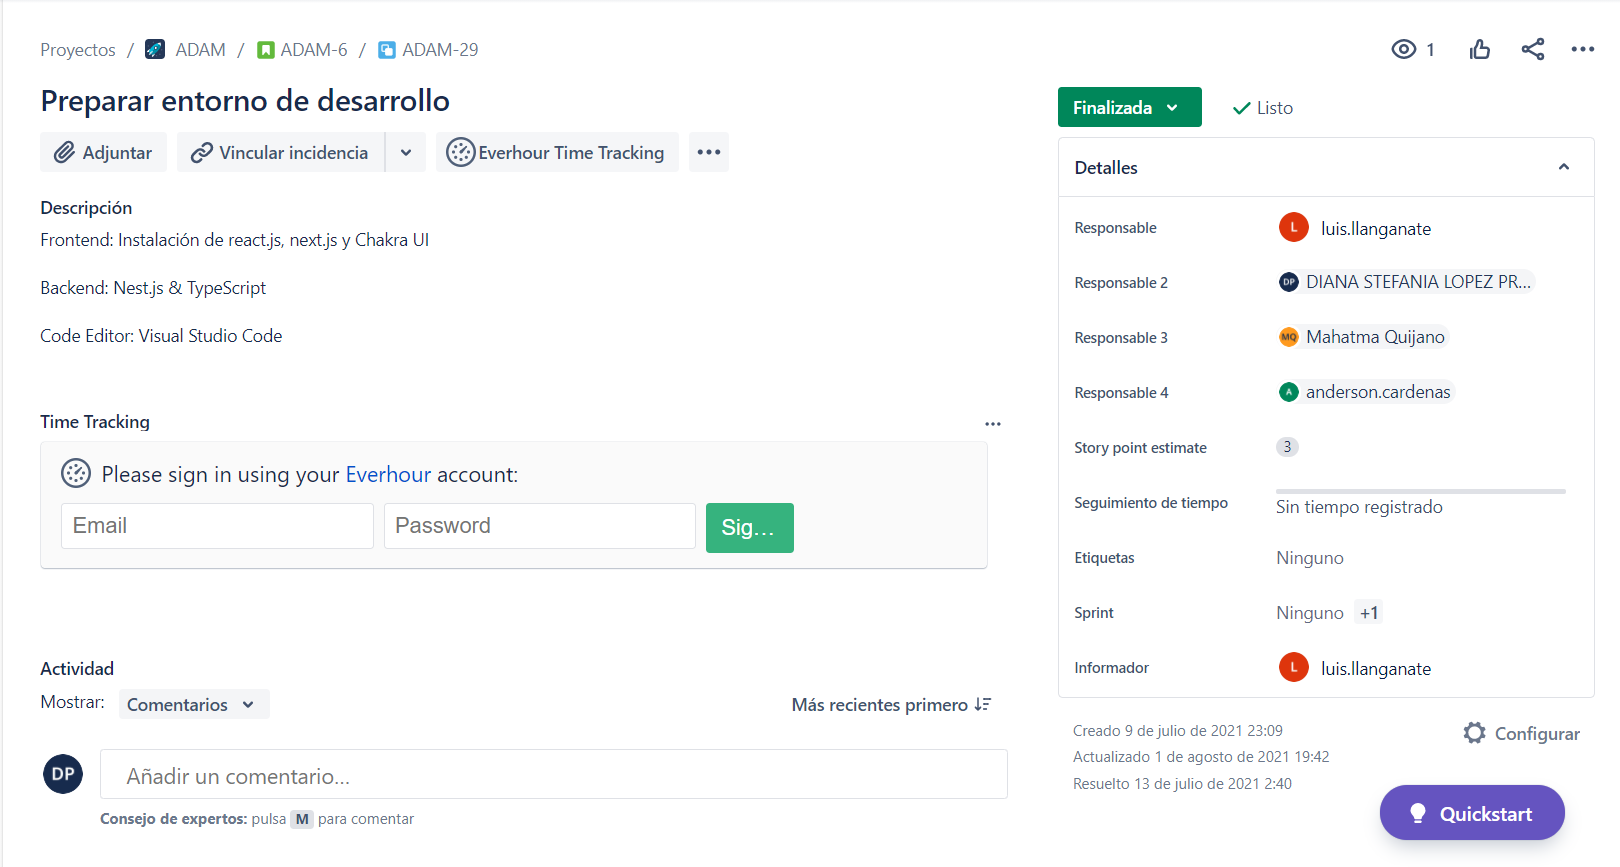 Proyectos / ADAM / ADAM-6 / ADAM-29
1
Preparar entorno de desarrollo
Adjuntar
Vincular incidencia
Everhour Time Tracking
Descripción
Frontend: Instalación de react.js, next.js y Chakra UI
Backend: Nest.js & TypeScript
Code Editor: Visual Studio Code
Time Tracking
Please sign in using your Everhour account:
Email
Password
Sig...
Actividad
Mostrar:
Comentarios
Más recientes primero
DP
Añadir un comentario...
Consejo de expertos: pulsa M para comentar
Finalizada
Listo
Detalles
Responsable
L luis.llanganate
Responsable 2
DP DIANA STEFANIA LOPEZ PR...
Responsable 3
MQ Mahatma Quijano
Responsable 4
A anderson.cardenas
Story point estimate
3
Seguimiento de tiempo
Sin tiempo registrado
Etiquetas
Ninguno
Sprint
Ninguno +1
Informador
L luis.llanganate
Creado 9 de julio de 2021 23:09
Actualizado 1 de agosto de 2021 19:42
Resuelto 13 de julio de 2021 2:40
Configurar
Quickstart